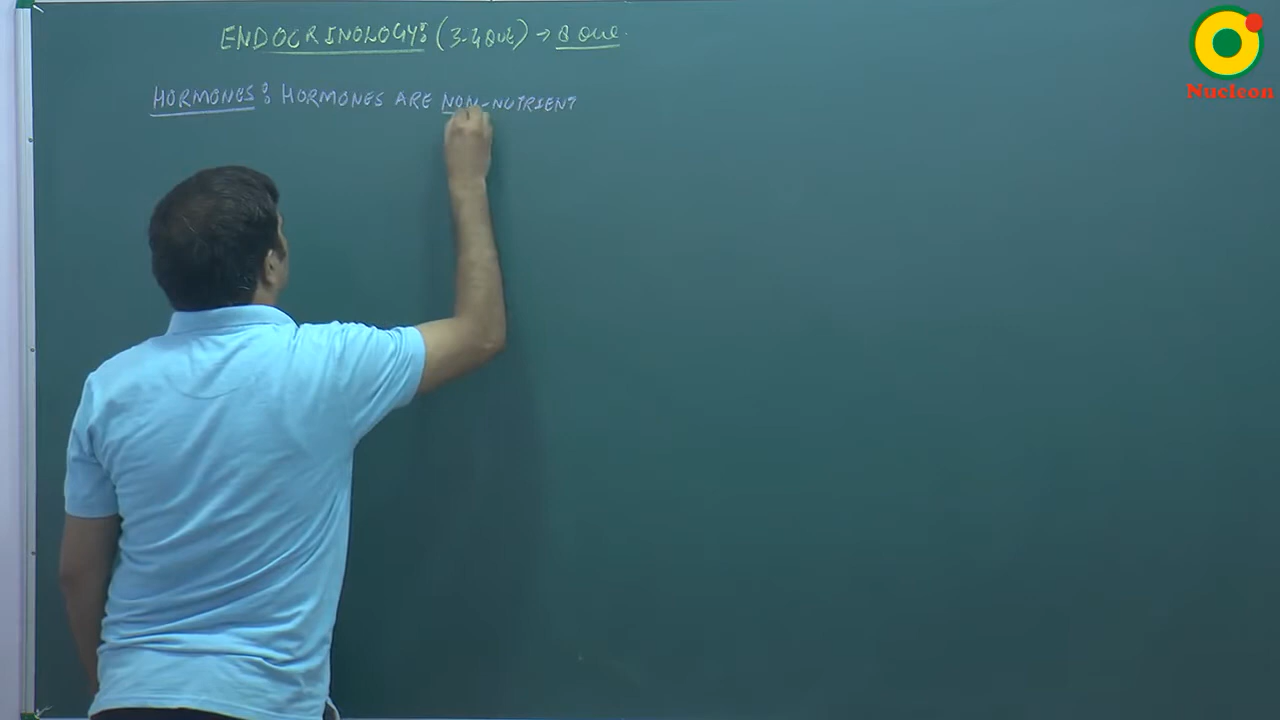 ENDOCRINOLOGY: (3-4 QUE) → 8 QUE.
Nucleon
HORMONES : HORMONES ARE NON-NUTRIENT